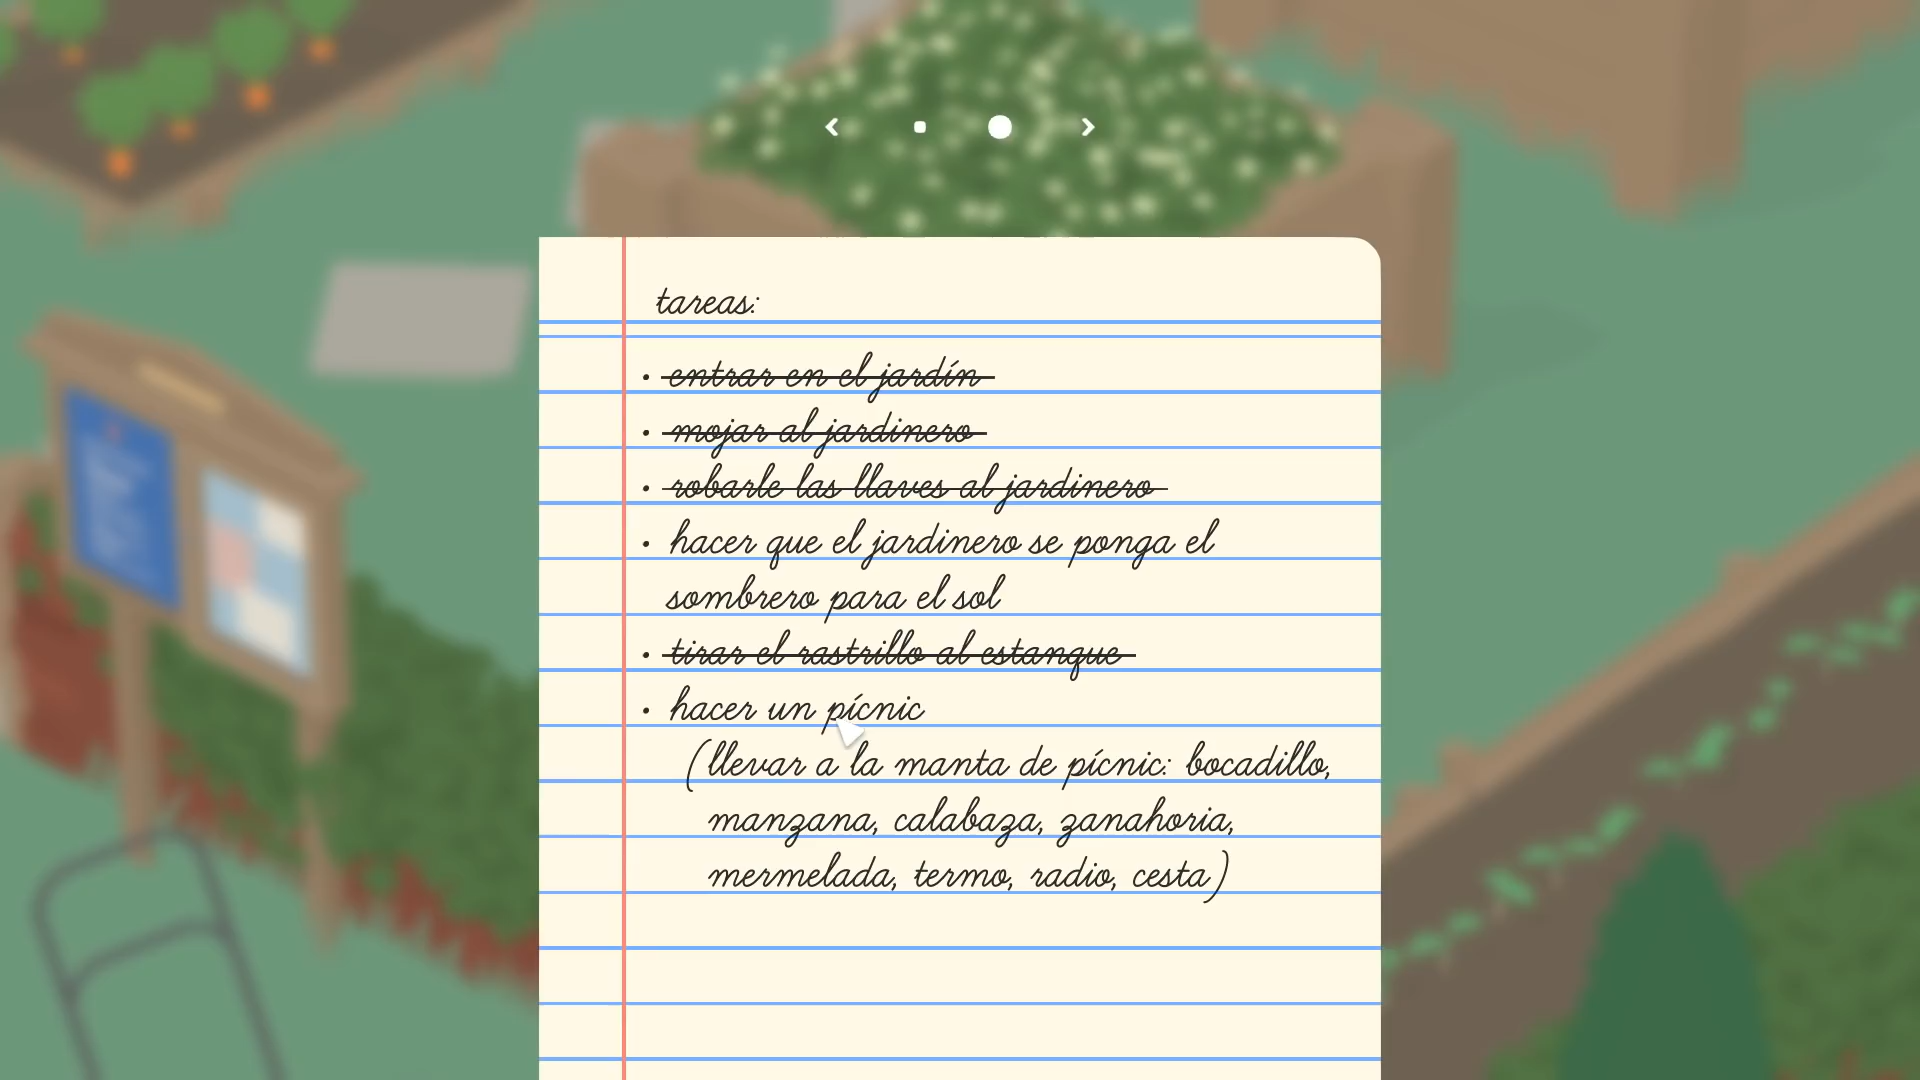 tareas:
• entrar en el jardín
• mojar al jardinero
• robarle las llaves al jardinero
• hacer que el jardinero se ponga el
sombrero para el sol
• tirar el rastrillo al estanque
• hacer un pícnic
(llevar a la manta de pícnic: bocadillo,
manzana, calabaza, zanahoria,
mermelada, termo, radio, cesta)